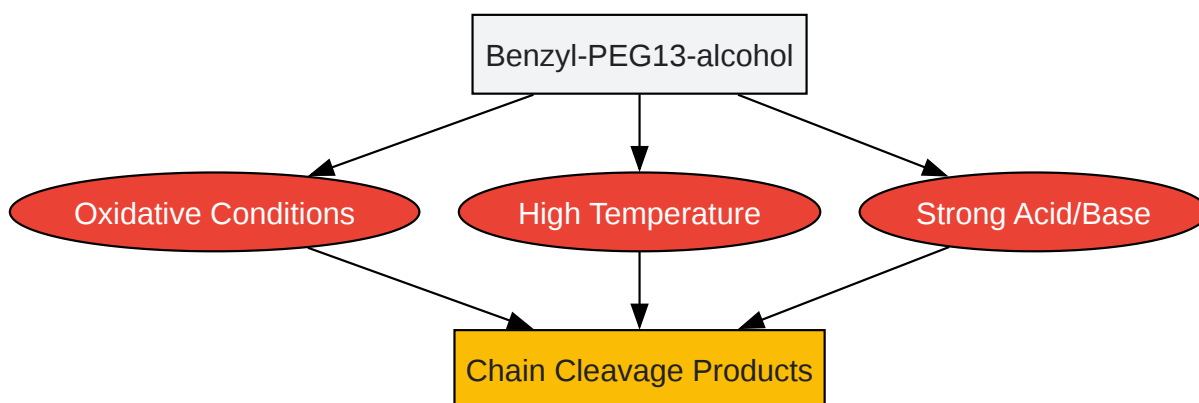 Benzyl-PEG13-alcohol
Oxidative Conditions
High Temperature
Strong Acid/Base
Chain Cleavage Products